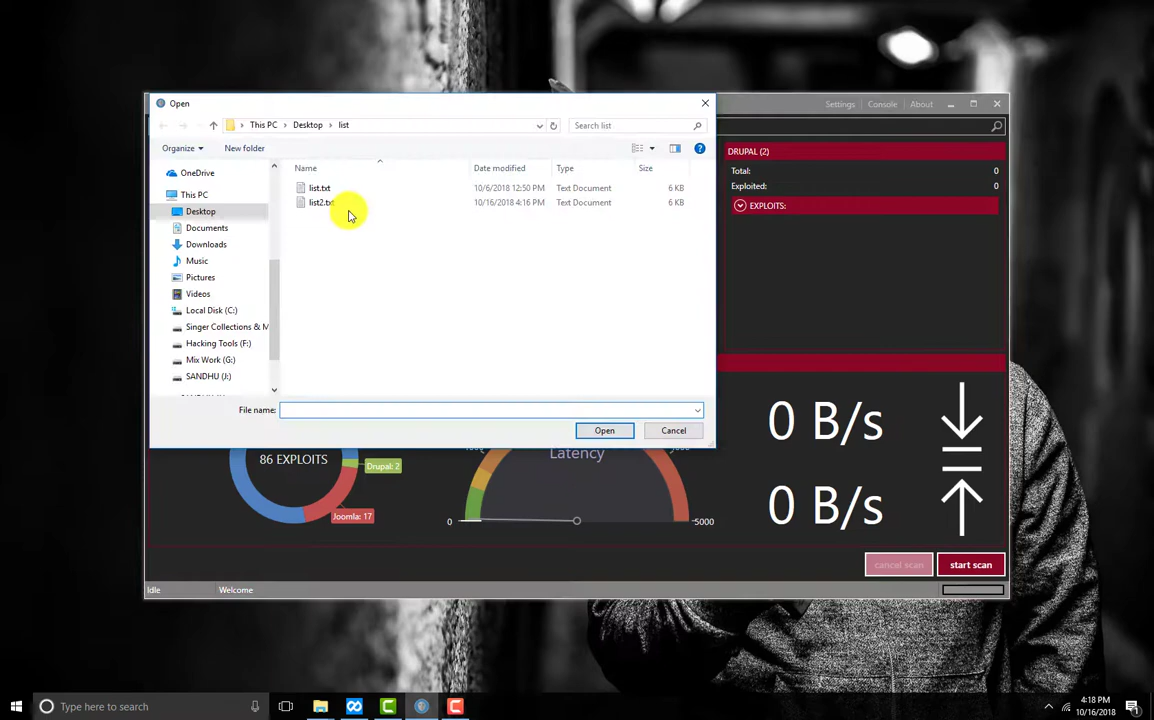 Open
Settings Console About
This PC Desktop list
Search list
Organize New folder
OneDrive
This PC
Desktop
Documents
Downloads
Music
Pictures
Videos
Local Disk (C:)
Singer Collections & M
Hacking Tools (F:)
Mix Work (G:)
SANDHU (J:)
Name Date modified Type Size
list.txt 10/6/2018 12:50 PM Text Document 6 KB
list2.txt 10/16/2018 4:16 PM Text Document 6 KB
File name:
Open Cancel
DRUPAL (2)
Total: 0
Exploited: 0
EXPLOITS:
86 EXPLOITS
Drupal: 2
Joomla: 17
Latency
0 -5000
0 B/s
0 B/s
cancel scan start scan
Idle Welcome
Type here to search
4:18 PM
10/16/2018
1